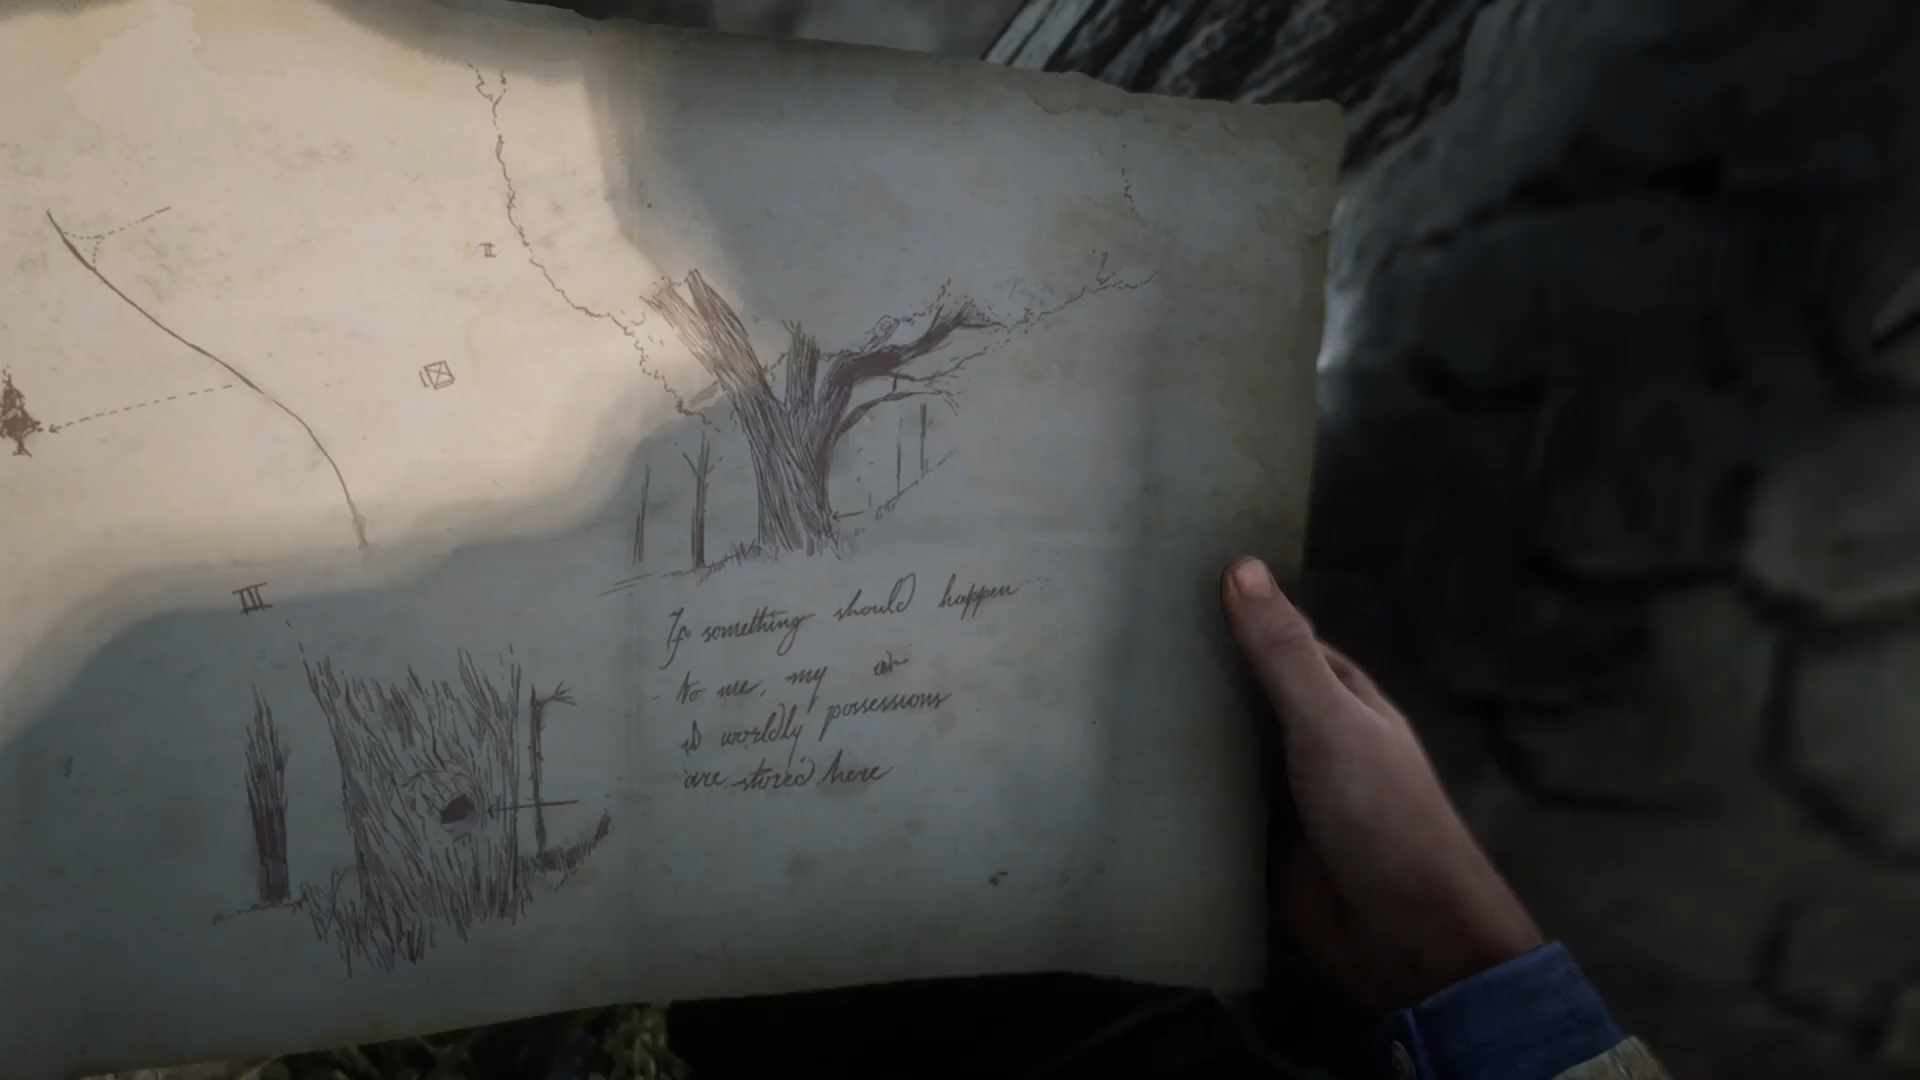 II
III
If something should happen
to me, my
worldly possessions
are stored here